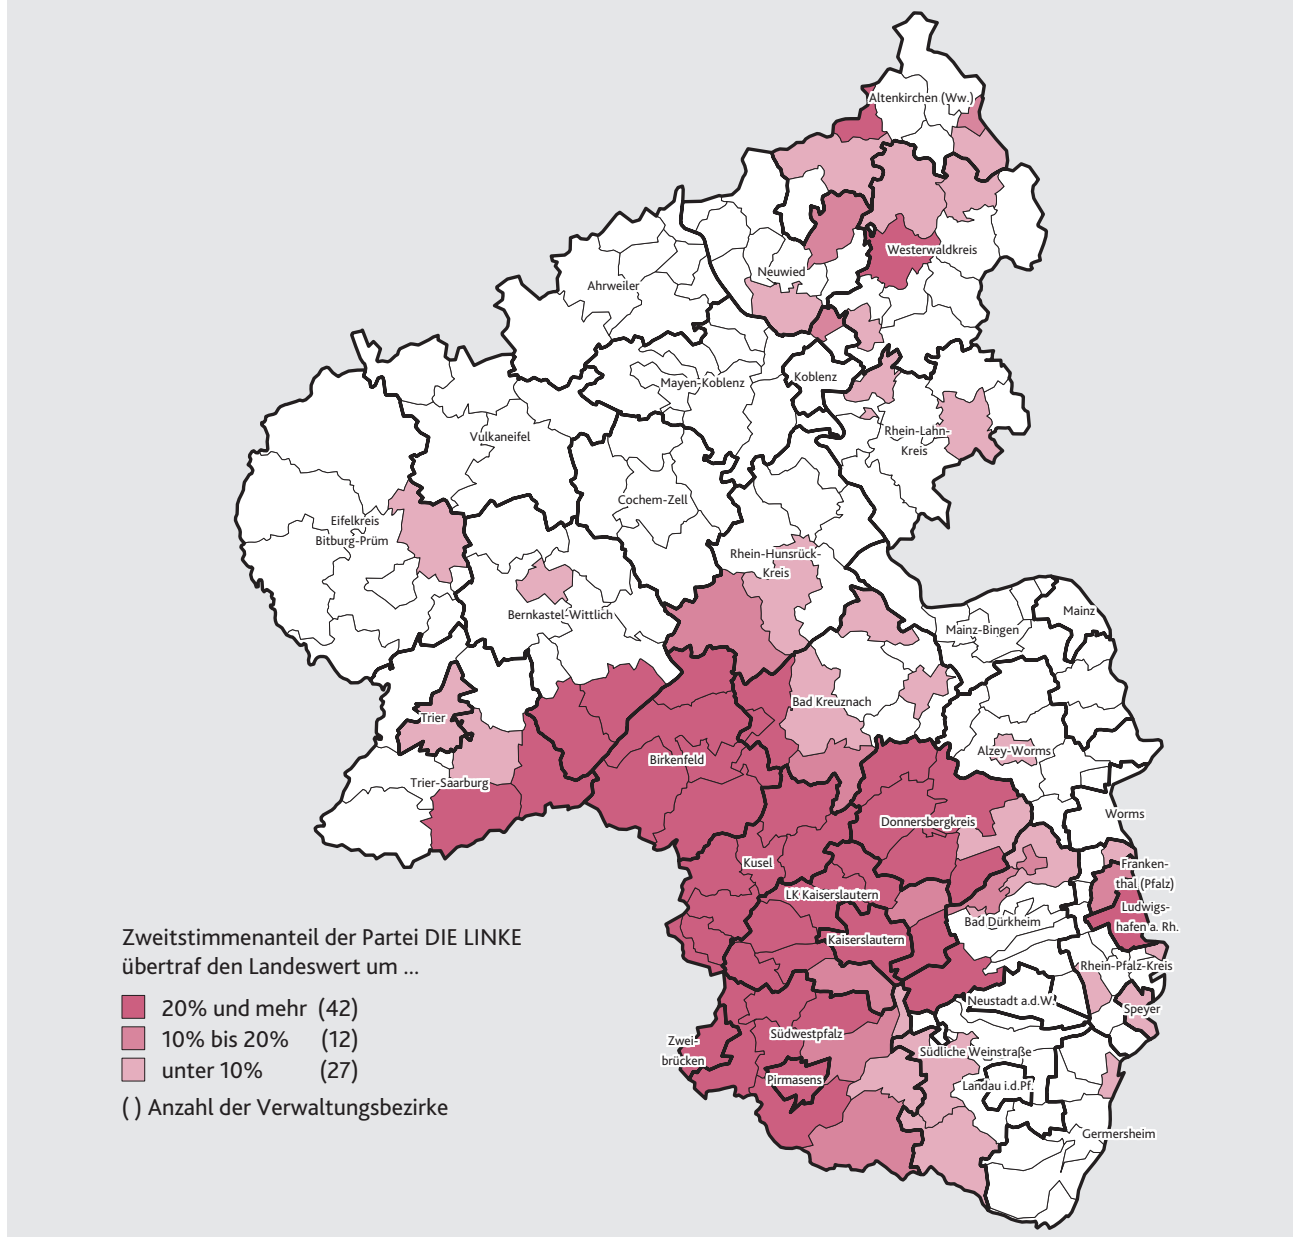 Altenkirchen (Ww.)
Westerwaldkreis
Neuwied
Ahrweiler
Koblenz
Mayen-Koblenz
Rhein-Lahn-
Kreis
Vulkaneifel
Cochem-Zell
Eifelkreis
Bitburg-Prüm
Rhein-Hunsrück-
Kreis
Bernkastel-Wittlich
Mainz
Mainz-Bingen
Bad Kreuznach
Trier
Alzey-Worms
Birkenfeld
Trier-Saarburg
Worms
Donnersbergkreis
Kusel
Franken-
thal (Pfalz)
LK Kaiserslautern
Ludwigs-
hafen a. Rh.
Bad Dürkheim
Kaiserslautern
Rhein-Pfalz-Kreis
Neustadt a.d.W.
Speyer
Südwestpfalz
Zwei-
brücken
Südliche Weinstraße
Pirmasens
Landau i.d.Pf.
Germersheim
Zweitstimmenanteil der Partei DIE LINKE
übertraf den Landeswert um ...
20% und mehr (42)
10% bis 20% (12)
unter 10% (27)
( ) Anzahl der Verwaltungsbezirke